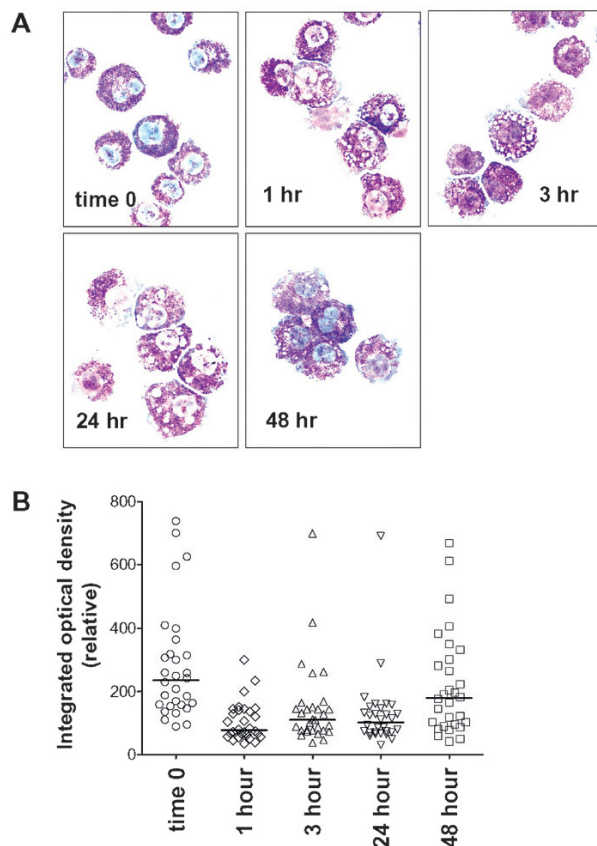 A
time 0
1 hr
3 hr
24 hr
48 hr
B
Integrated optical density
(relative)
800
600
400
200
0
time 0
1 hour
3 hour
24 hour
48 hour